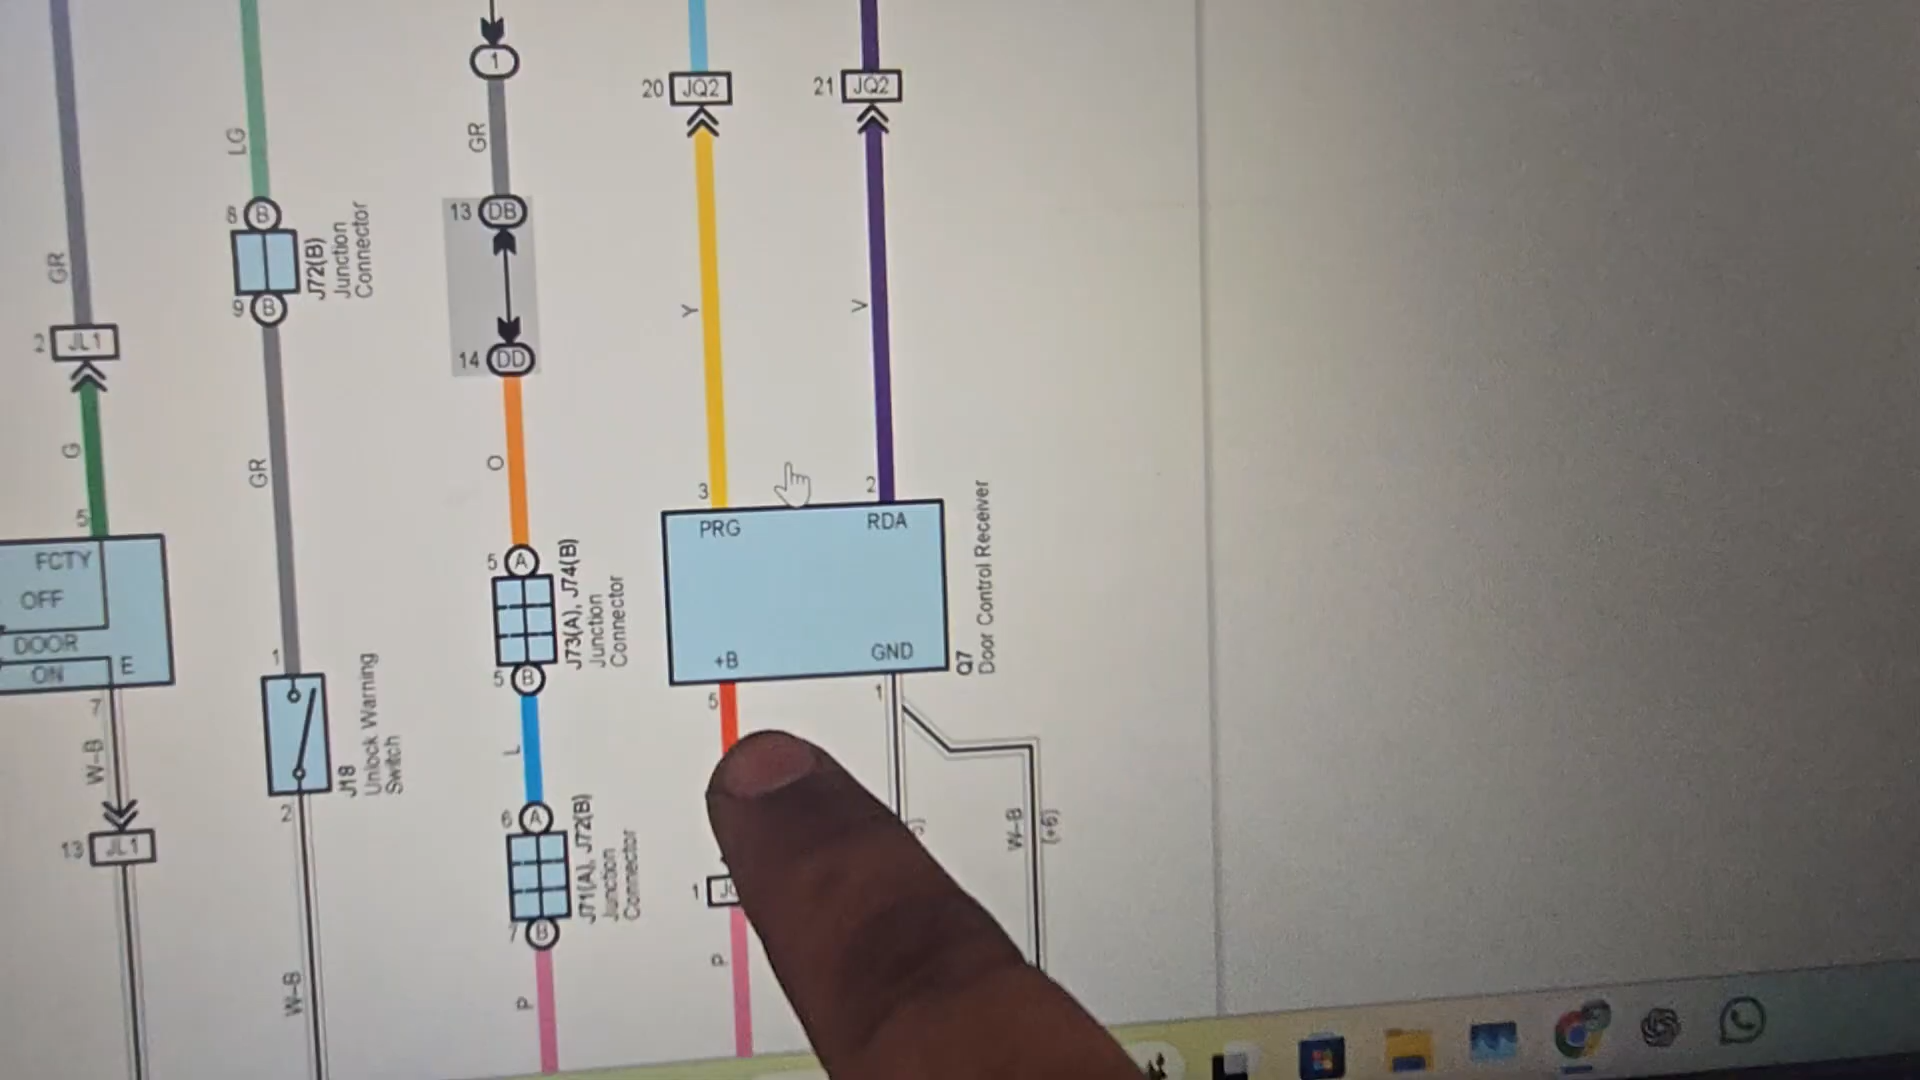 1
20 JQ2
21 JQ2
LG
GR
13 DB
8 B
J72(B)
Junction
Connector
GR
9 B
Y
V
2 JL1
14 DD
G
GR
O
3
2
5
PRG
RDA
FCTY
OFF
DOOR
ON
E
5 A
J73(A), J74(B)
Junction
Connector
5 B
+B
GND
Q7
Door Control Receiver
1
7
5
1
W-B
J18
Unlock Warning
Switch
L
2
13 JL1
6 A
J71(A), J72(B)
Junction
Connector
7 B
1
W-B
(*6)
P
P
W-B